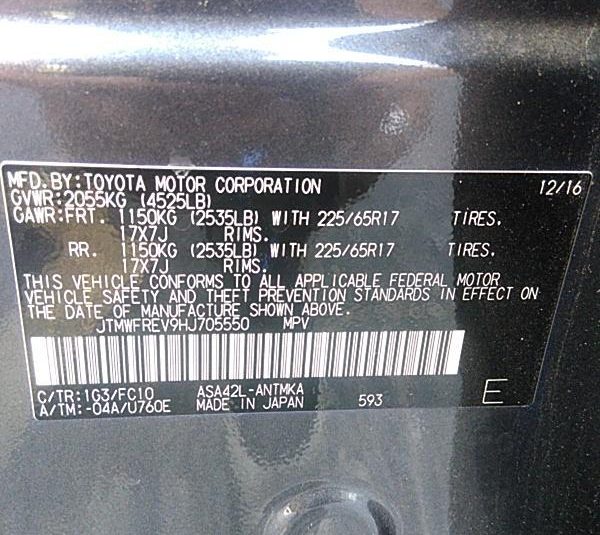 MFD.BY:TOYOTA MOTOR CORPORATION 12/16
GVWR:2055KG (4525LB)
GAWR:FRT. 1150KG (2535LB) WITH 225/65R17 TIRES.
17X7J RIMS.
RR. 1150KG (2535LB) WITH 225/65R17 TIRES.
17X7J RIMS.
THIS VEHICLE CONFORMS TO ALL APPLICABLE FEDERAL MOTOR
VEHICLE SAFETY AND THEFT PREVENTION STANDARDS IN EFFECT ON
THE DATE OF MANUFACTURE SHOWN ABOVE.
JTMWFREV9HJ705550 MPV
C/TR:1G3/FC10 ASA42L-ANTMKA
A/TM:-04A/U760E MADE IN JAPAN 593 E